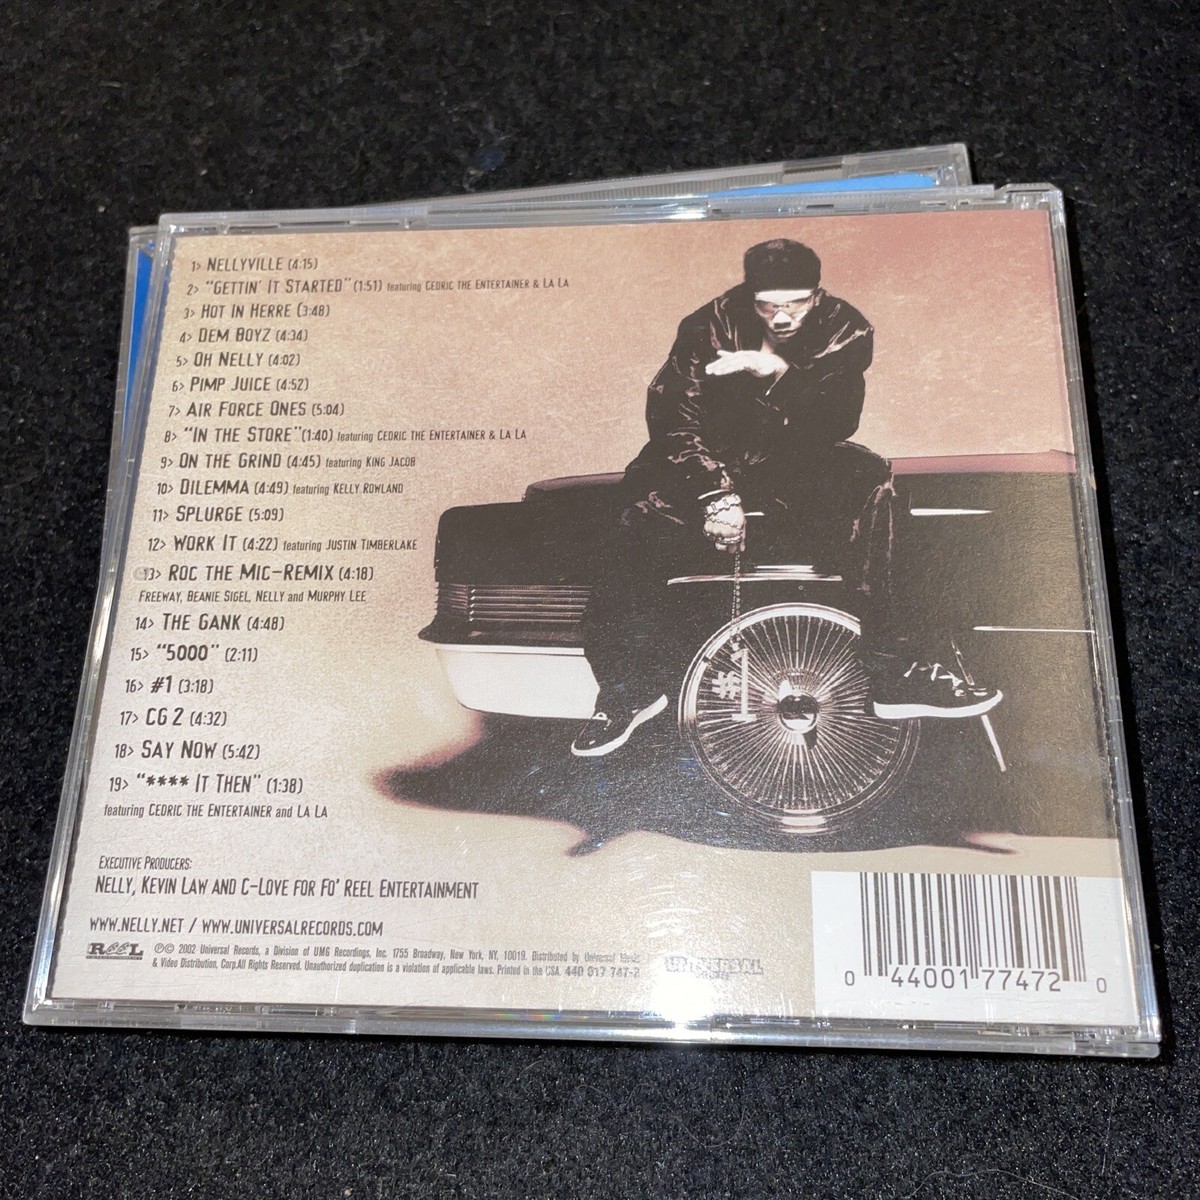 1> NELLYVILLE (4:15)
2> "GETTIN' IT STARTED" (1:51) featuring CEDRIC THE ENTERTAINER & LA LA
3> HOT IN HERRE (3:48)
4> DEM BOYZ (4:34)
5> OH NELLY (4:02)
6> PIMP JUICE (4:52)
7> AIR FORCE ONES (5:04)
8> "IN THE STORE"(1:40) featuring CEDRIC THE ENTERTAINER & LA LA
9> ON THE GRIND (4:45) featuring KING JACOB
10> DILEMMA (4:49) featuring KELLY ROWLAND
11> SPLURGE (5:09)
12> WORK IT (4:22) featuring JUSTIN TIMBERLAKE
13> ROC THE MIC-REMIX (4:18)
FREEWAY, BEANIE SIGEL, NELLY and MURPHY LEE
14> THE GANK (4:48)
15> "5000" (2:11)
16> #1 (3:18)
17> CG 2 (4:32)
18> SAY NOW (5:42)
19> "**** IT THEN" (1:38)
featuring CEDRIC THE ENTERTAINER and LA LA
#1
EXECUTIVE PRODUCERS:
NELLY, KEVIN LAW AND C-LOVE FOR FO' REEL ENTERTAINMENT
WWW.NELLY.NET / WWW.UNIVERSALRECORDS.COM
REEL
℗© 2002 Universal Records, a Division of UMG Recordings, Inc. 1755 Broadway, New York, NY, 10019. Distributed by Universal Music
& Video Distribution, Corp.All Rights Reserved. Unauthorized duplication is a violation of applicable laws. Printed in the USA. 440 017 747-2
UNIVERSAL
0 44001 77472 0